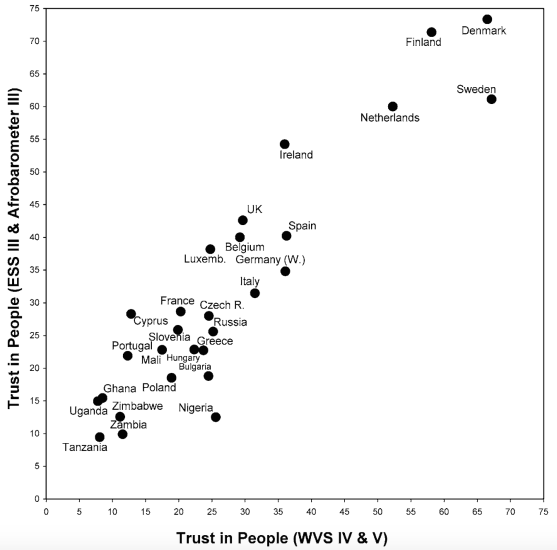 75
Denmark
70
Finland
65
Sweden
60
Netherlands
55
Ireland
50
45
UK
Spain
40
Belgium
Luxemb.
Germany (W.)
35
Italy
30
France
Czech R.
Cyprus
Russia
25
Slovenia
Greece
Portugal
Mali
Hungary
Bulgaria
20
Poland
Ghana
15
Uganda
Zimbabwe
Nigeria
Zambia
10
Tanzania
5
0
0 5 10 15 20 25 30 35 40 45 50 55 60 65 70 75
Trust in People (ESS III & Afrobarometer III)
Trust in People (WVS IV & V)